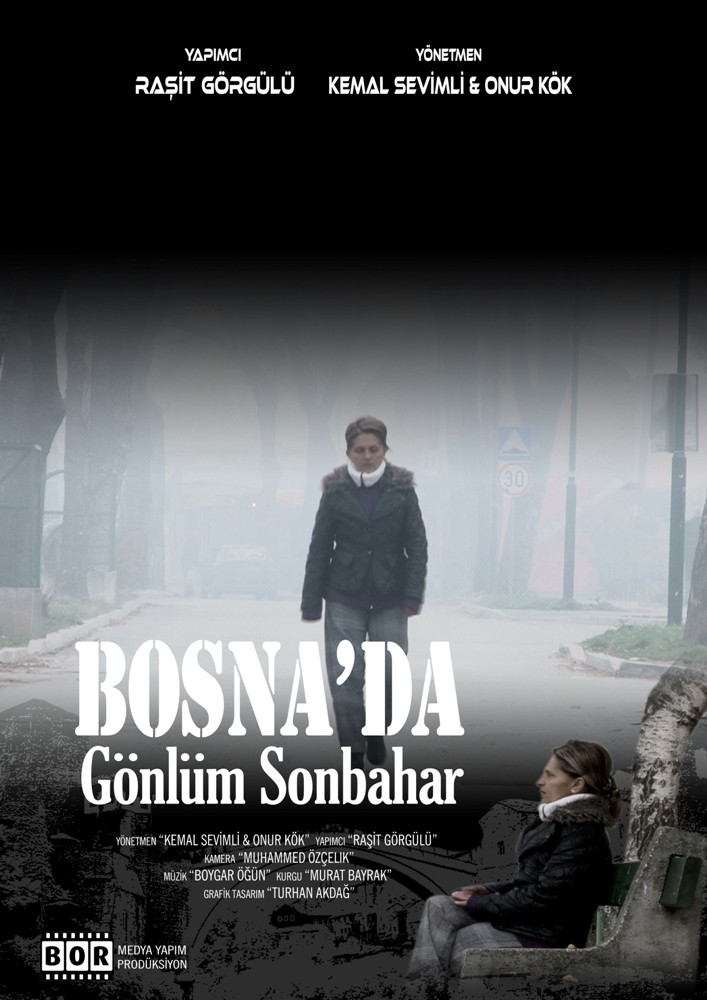 YAPIMCI
RAŞİT GÖRGÜLÜ
YÖNETMEN
KEMAL SEVİMLİ & ONUR KÖK
30
BOSNA'DA
Gönlüm Sonbahar
YÖNETMEN “KEMAL SEVİMLİ & ONUR KÖK” YAPIMCI “RAŞİT GÖRGÜLÜ”
KAMERA “MUHAMMED ÖZÇELIK”
MÜZİK “BOYGAR ÖĞÜN” KURGU “MURAT BAYRAK”
GRAFİK TASARIM “TURHAN AKDAĞ”
BOR
MEDYA YAPIM
PRODÜKSİYON